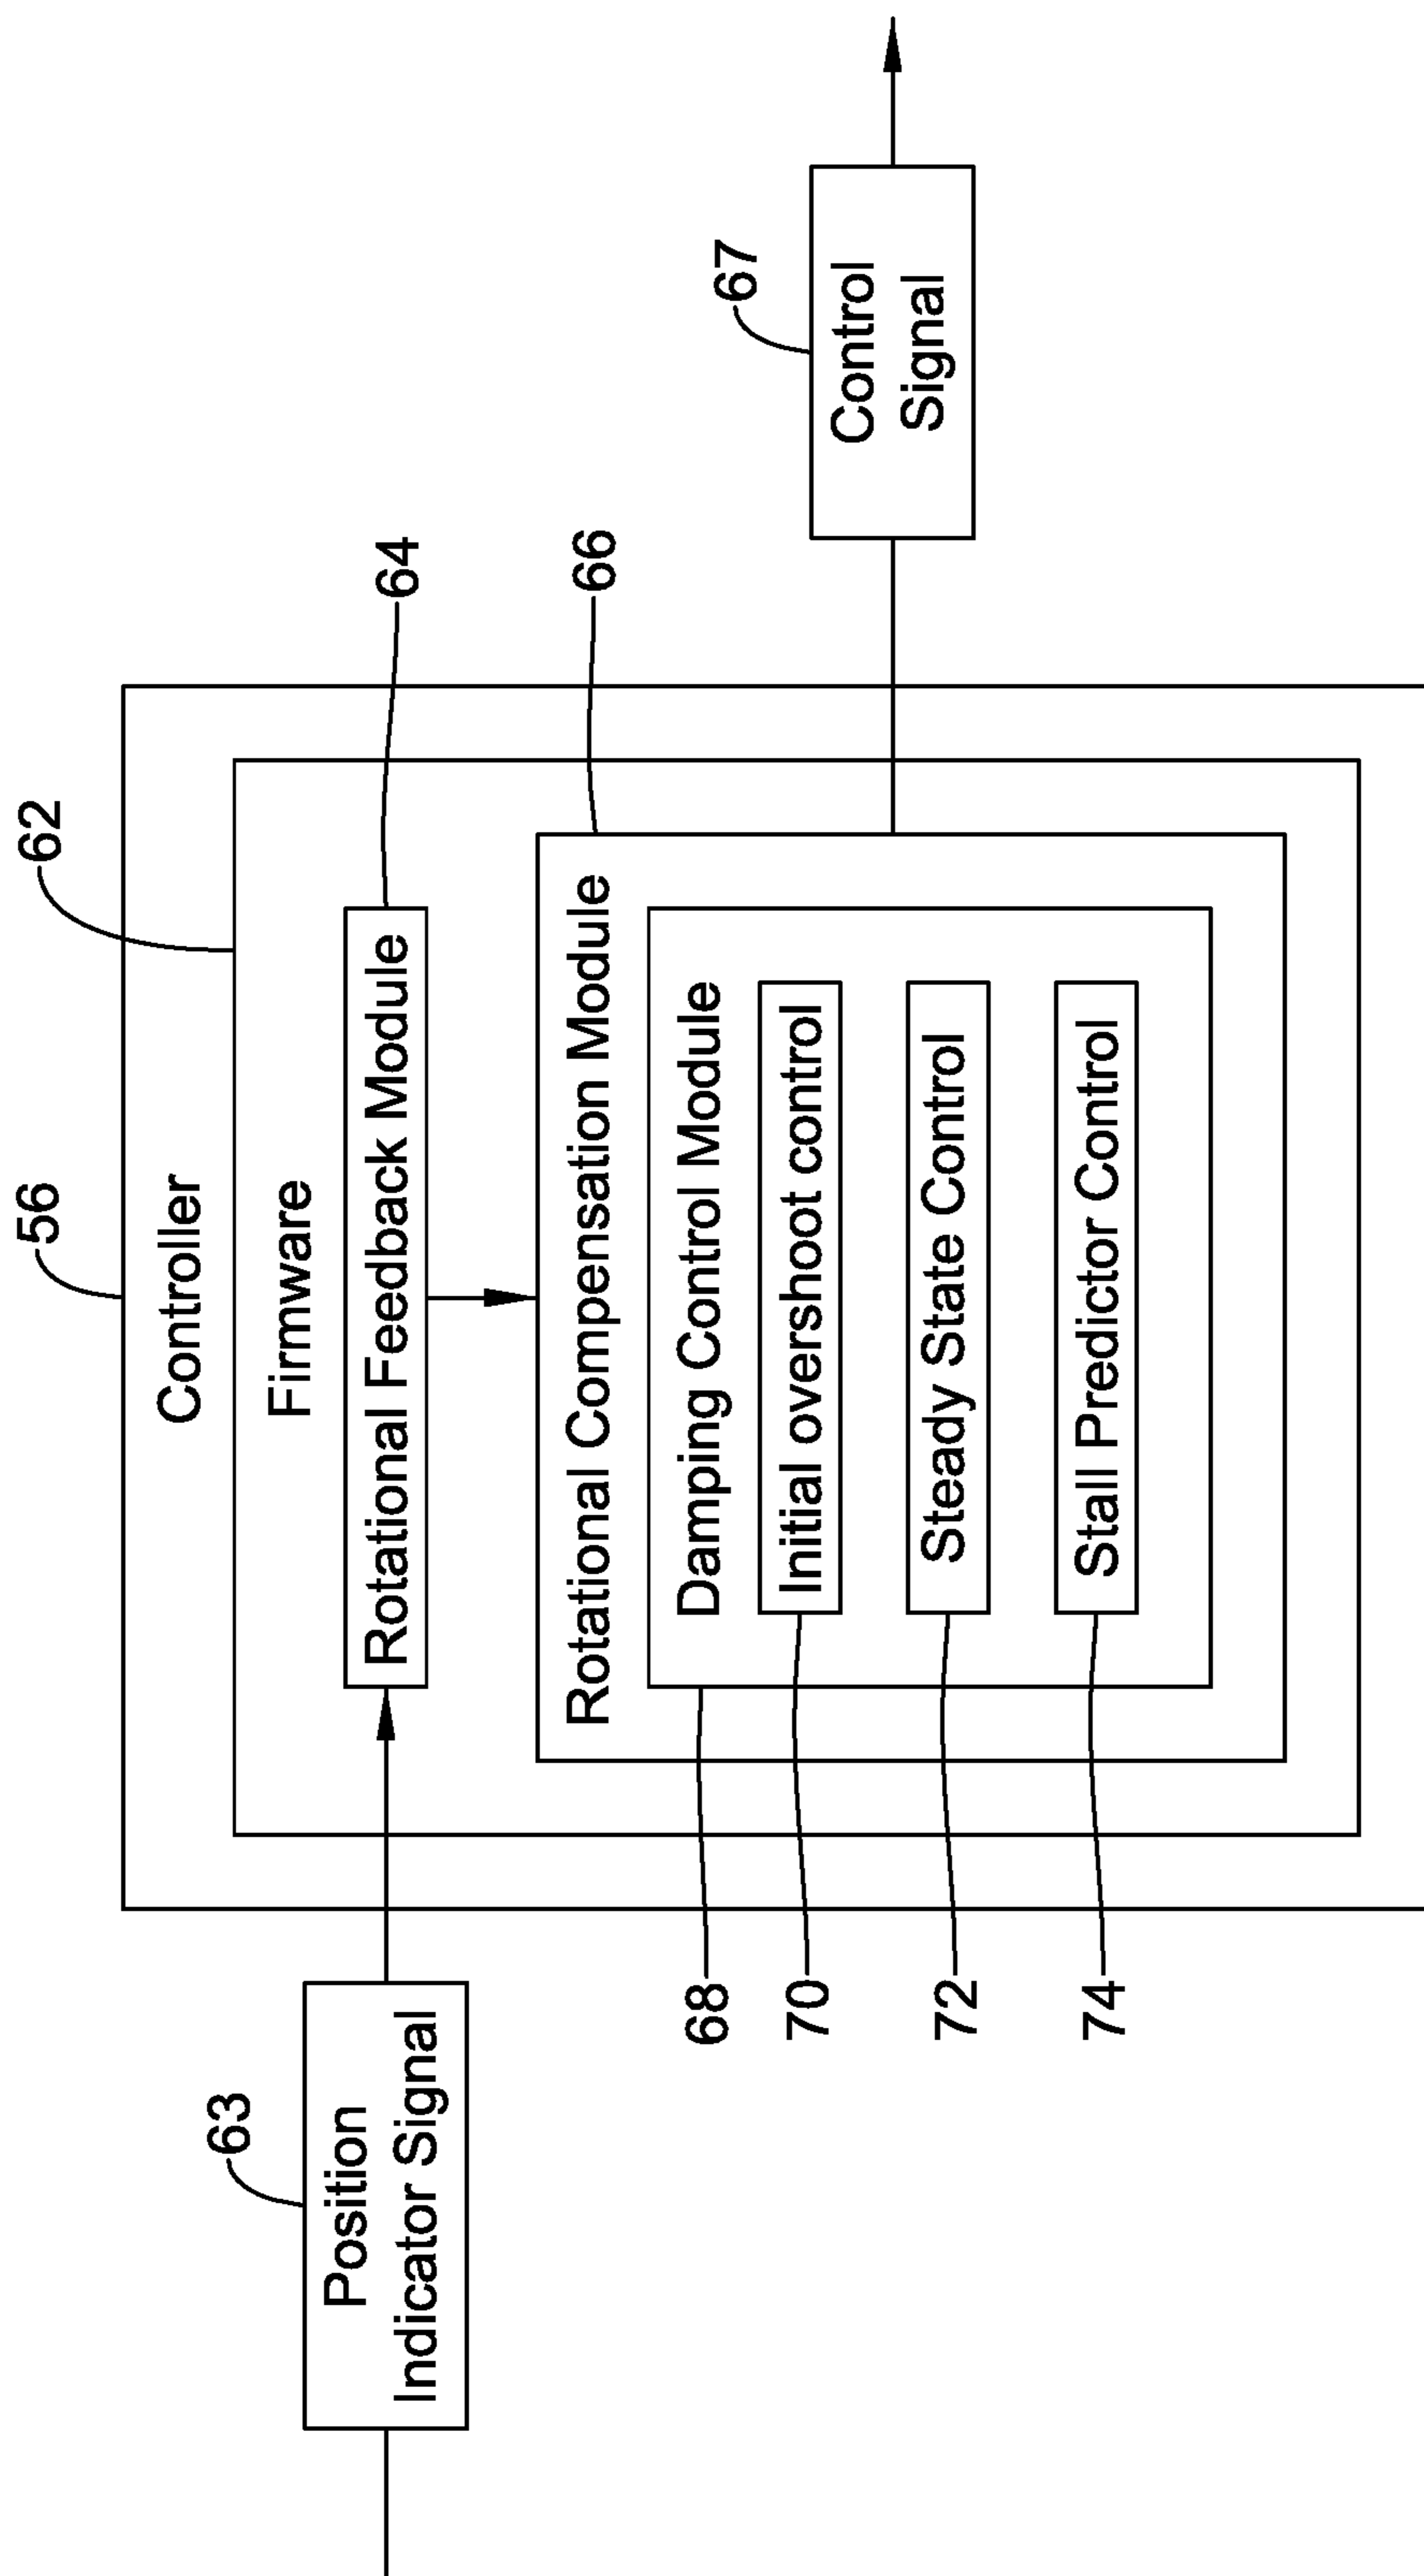 56
62
Controller
Firmware
63
Position
Indicator Signal
Rotational Feedback Module
64
Rotational Compensation Module
66
Damping Control Module
68
Initial overshoot control
70
Steady State Control
72
Stall Predictor Control
74
67
Control
Signal